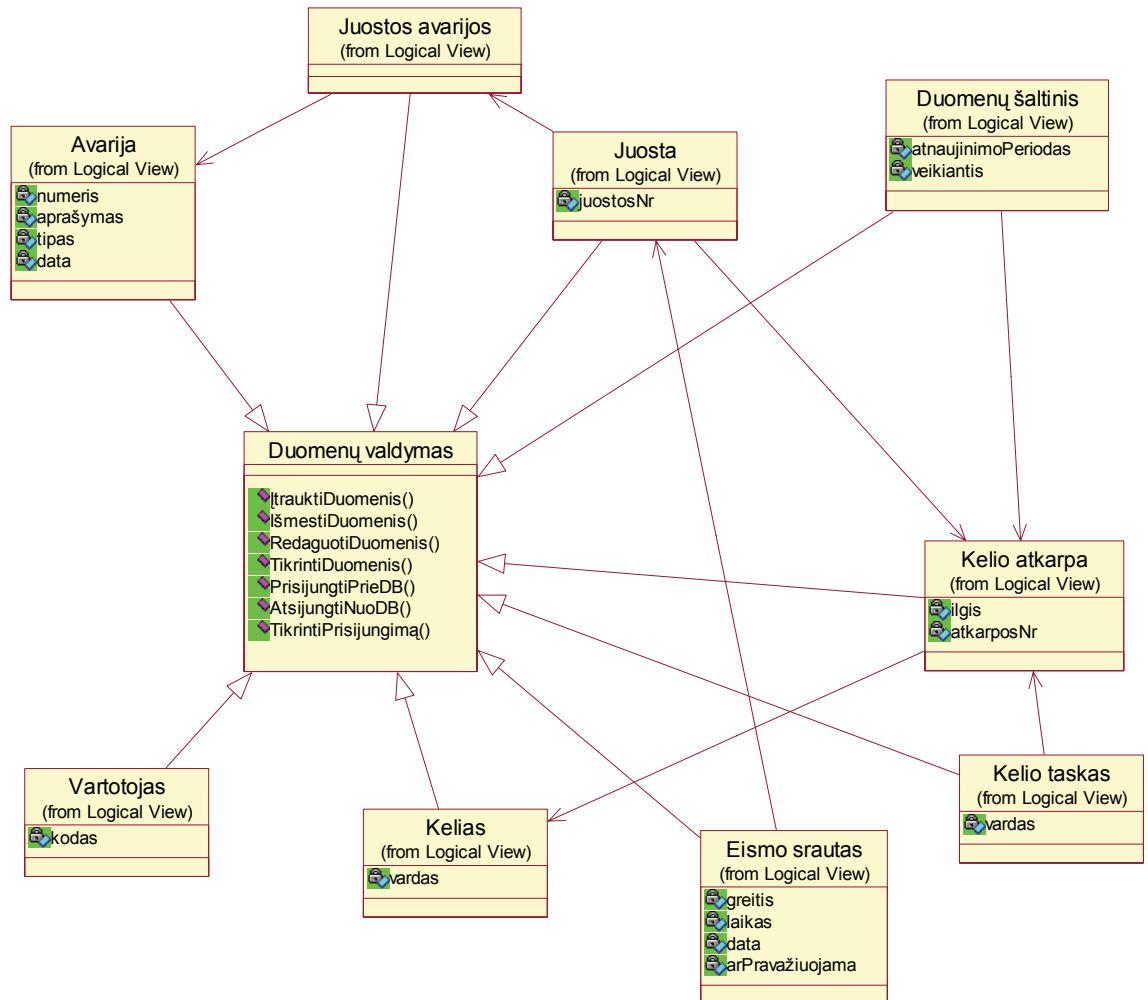 Juostos avarijos
(from Logical View)
Duomenų šaltinis
(from Logical View)
atnaujinimoPeriodas
veikiantis
Avarija
(from Logical View)
numeris
aprašymas
tipas
data
Juosta
(from Logical View)
juostosNr
Duomenų valdymas
ĮtrauktiDuomenis()
IšmestiDuomenis()
RedaguotiDuomenis()
TikrintiDuomenis()
PrisijungtiPrieDB()
AtsijungtiNuoDB()
TikrintiPrisijungimą()
Kelio atkarpa
(from Logical View)
ilgis
atkarposNr
Vartotojas
(from Logical View)
kodas
Kelias
(from Logical View)
vardas
Eismo srautas
(from Logical View)
greitis
laikas
data
arPravažiuojama
Kelio taskas
(from Logical View)
vardas